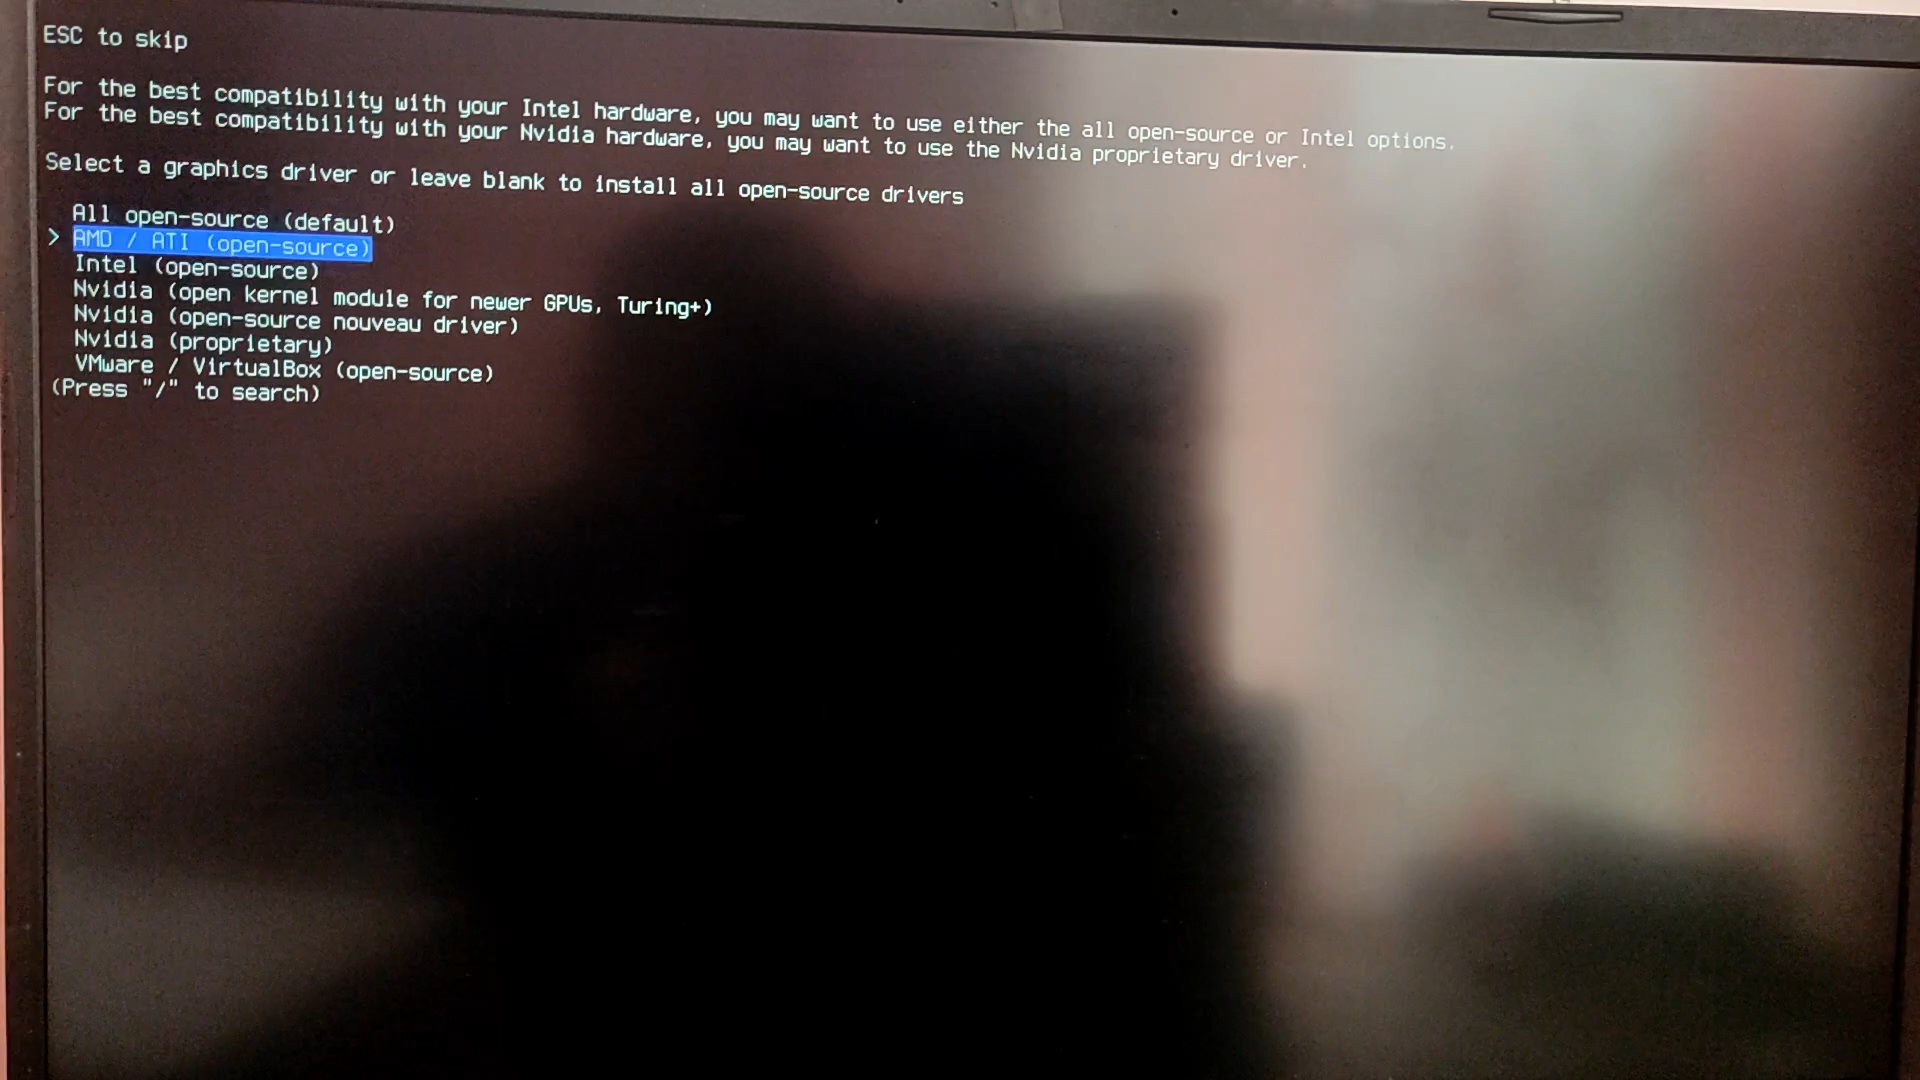 ESC to skip
For the best compatibility with your Intel hardware, you may want to use either the all open-source or Intel options.
For the best compatibility with your Nvidia hardware, you may want to use the Nvidia proprietary driver.
Select a graphics driver or leave blank to install all open-source drivers
All open-source (default)
> AMD / ATI (open-source)
Intel (open-source)
Nvidia (open kernel module for newer GPUs, Turing+)
Nvidia (open-source nouveau driver)
Nvidia (proprietary)
VMware / VirtualBox (open-source)
(Press "/" to search)